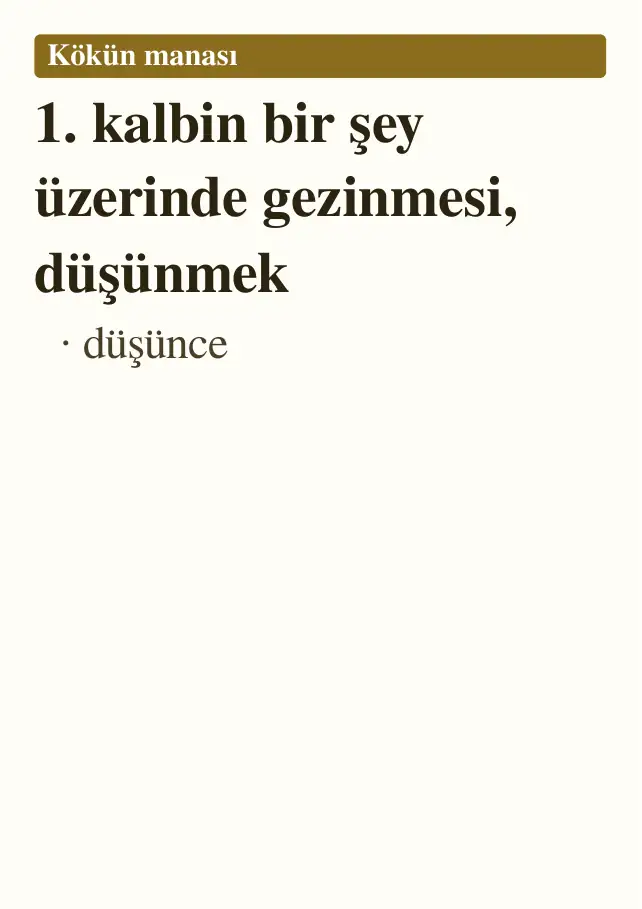 Kökün manası
1. kalbin bir şey
üzerinde gezinmesi,
düşünmek
· düşünce